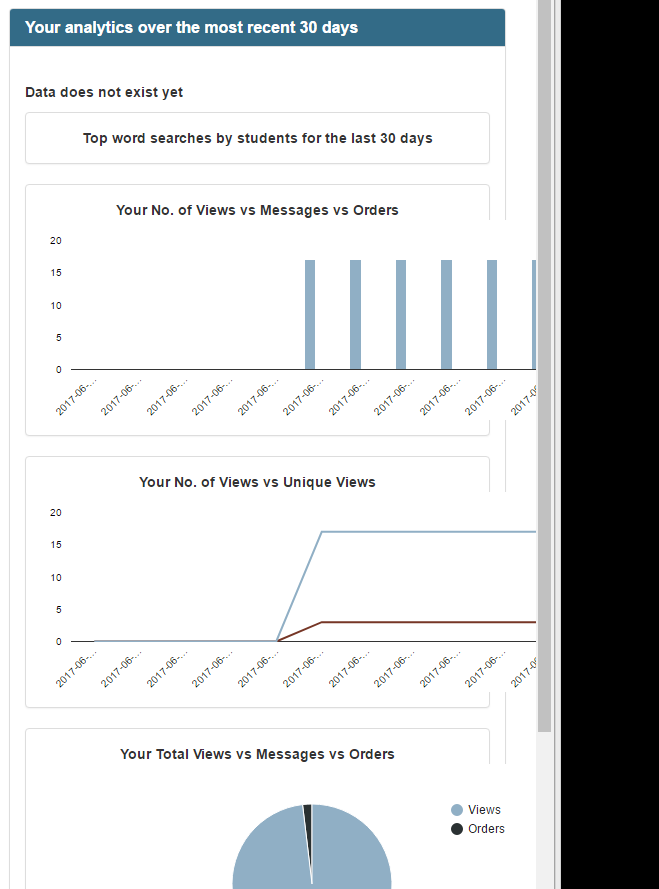 Your analytics over the most recent 30 days
Data does not exist yet
Top word searches by students for the last 30 days
Your No. of Views vs Messages vs Orders
20
15
10
5
0
2017-06-... 2017-06-... 2017-06-... 2017-06-... 2017-06-... 2017-06-... 2017-06-... 2017-06-... 2017-06-... 2017-06-... 2017-06
Your No. of Views vs Unique Views
20
15
10
5
0
2017-06-... 2017-06-... 2017-06-... 2017-06-... 2017-06-... 2017-06-... 2017-06-... 2017-06-... 2017-06-... 2017-06-... 2017-06
Your Total Views vs Messages vs Orders
Views
Orders